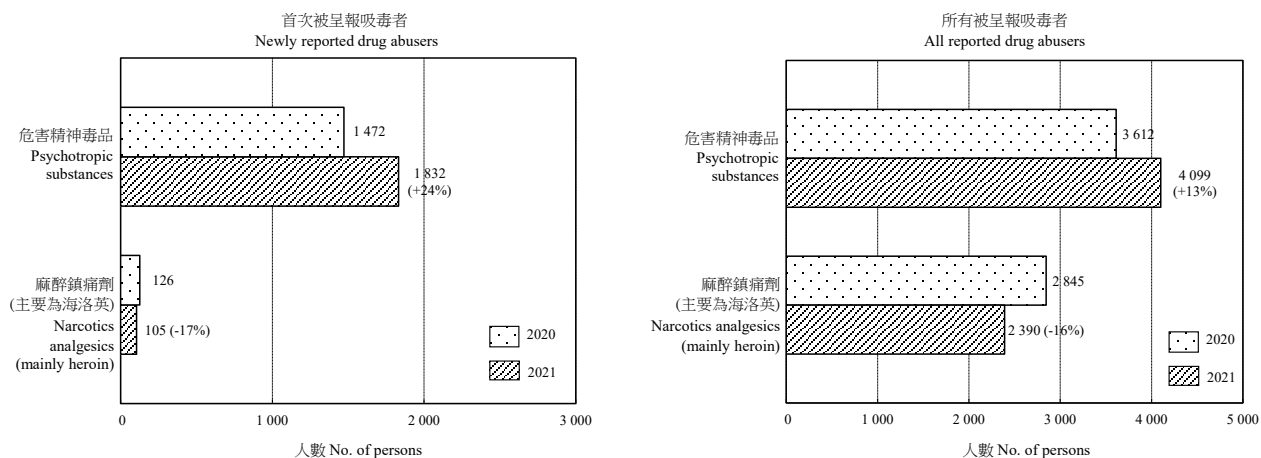 首次被呈報吸毒者
Newly reported drug abusers
危害精神毒品
Psychotropic
substances
1 472
1 832
(+24%)
麻醉鎮痛劑
(主要為海洛英)
Narcotics
analgesics
(mainly heroin)
126
105 (-17%)
2020
2021
0 1 000 2 000 3 000
人數 No. of persons
所有被呈報吸毒者
All reported drug abusers
危害精神毒品
Psychotropic
substances
3 612
4 099
(+13%)
麻醉鎮痛劑
(主要為海洛英)
Narcotics analgesics
(mainly heroin)
2 845
2 390 (-16%)
2020
2021
0 1 000 2 000 3 000 4 000 5 000
人數 No. of persons